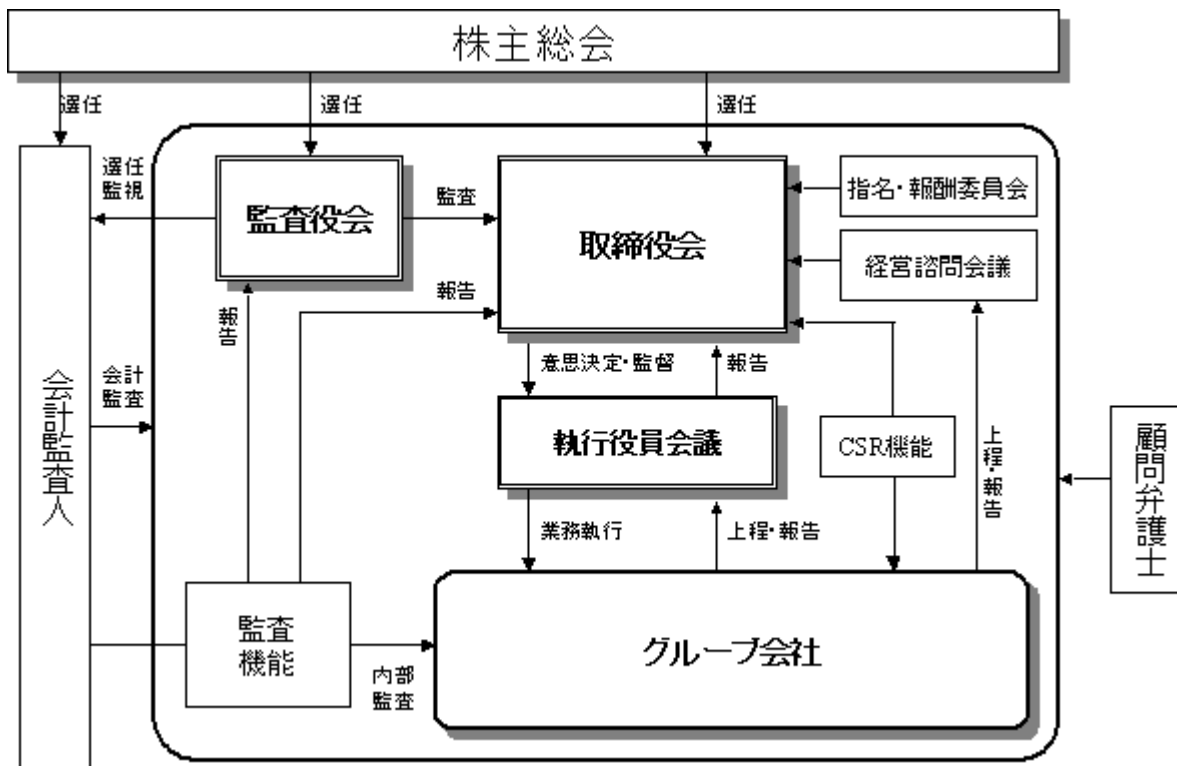 株主総会
選任
選任
選任
選任
監視
監査役会
監査
取締役会
指名・報酬委員会
経営諮問会議
報告
報告
意思決定・監督
報告
会計
監査
会計監査人
執行役員会議
CSR機能
上程・報告
顧問弁護士
業務執行
上程・報告
監査
機能
内部
監査
グループ会社